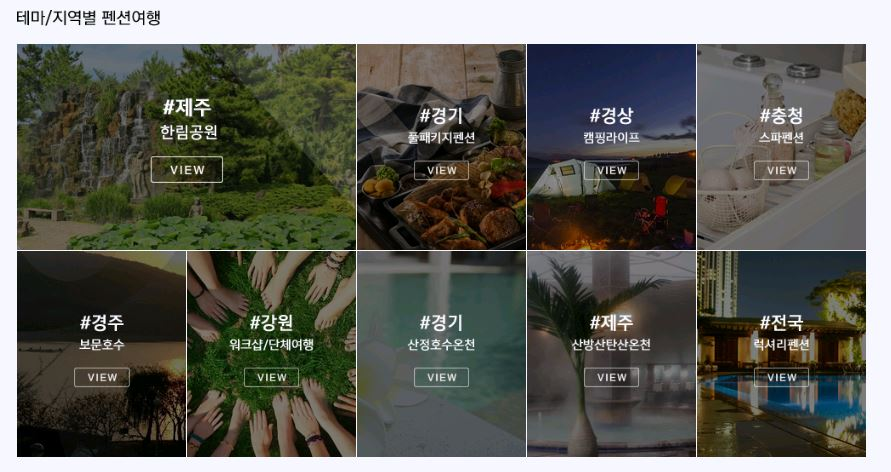 테마/지역별 펜션여행
#제주
한림공원
VIEW
#경기
풀패키지펜션
VIEW
#경상
캠핑라이프
VIEW
#충청
스파펜션
VIEW
#경주
보문호수
VIEW
#강원
워크샵/단체여행
VIEW
#경기
산정호수온천
VIEW
#제주
산방산탄산온천
VIEW
#전국
럭셔리펜션
VIEW